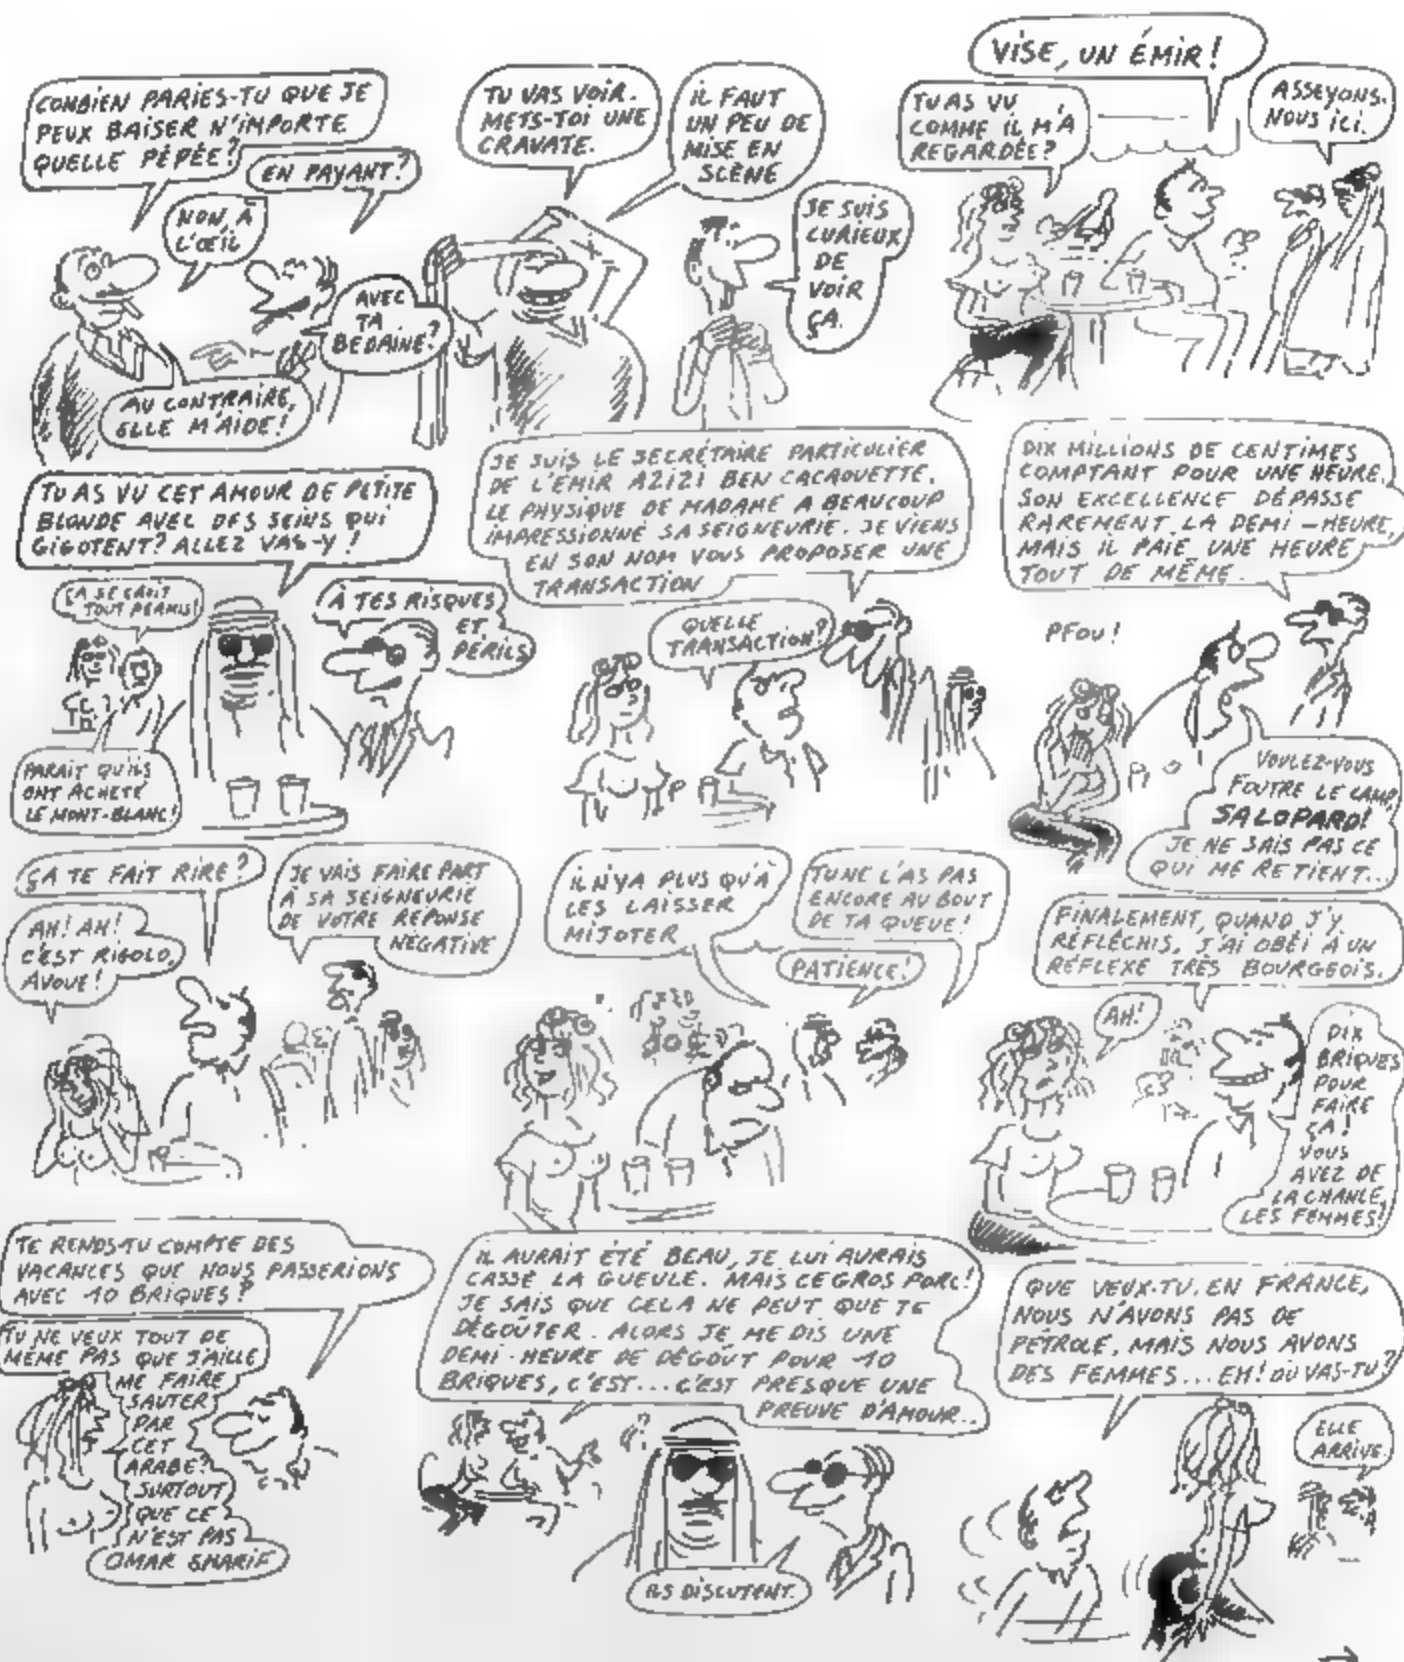 CONBIEN PARIES-TU QUE JE
PEUX BAISER N'IMPORTE
QUELLE PÉPÉE?
EN PAYANT?
NON, À
L'ŒIL
AVEC
TA
BEDAINE?
AU CONTRAIRE,
ELLE M'AIDE!
TU VAS VOIR.
METS-TOI UNE
CRAVATE.
IL FAUT
UN PEU DE
MISE EN
SCÈNE
JE SUIS
CURIEUX
DE
VOIR
ÇA.
VISE, UN ÉMIR!
TU AS VU
COMME IL M'A
REGARDÉE?
ASSEYONS-
NOUS ICI.
TU AS VU CET AMOUR DE PETITE
BLONDE AVEC DES SEINS QUI
GIGOTENT? ALLEZ VAS-Y!
ÇA SE CROIT
TOUT PERMIS!
À TES RISQUES
ET
PÉRILS
PARAIT QU'ILS
ONT ACHETÉ
LE MONT-BLANC!
JE SUIS LE SECRÉTAIRE PARTICULIER
DE L'ÉMIR AZIZI BEN CACAOUETTE.
LE PHYSIQUE DE MADAME A BEAUCOUP
IMPRESSIONNÉ SA SEIGNEURIE. JE VIENS
EN SON NOM VOUS PROPOSER UNE
TRANSACTION
QUELLE
TRANSACTION?
DIX MILLIONS DE CENTIMES
COMPTANT POUR UNE HEURE.
SON EXCELLENCE DÉPASSE
RAREMENT LA DEMI-HEURE,
MAIS IL PAIE UNE HEURE
TOUT DE MÊME.
PFOU!
VOULEZ-VOUS
FOUTRE LE CAMP,
SALOPARD!
JE NE SAIS PAS CE
QUI ME RETIENT...
ÇA TE FAIT RIRE?
AH! AH!
C'EST RIGOLO,
AVOUE!
JE VAIS FAIRE PART
À SA SEIGNEURIE
DE VOTRE RÉPONSE
NÉGATIVE
IL N'Y A PLUS QU'À
LES LAISSER
MIJOTER
TU NE L'AS PAS
ENCORE AU BOUT
DE TA QUEUE!
PATIENCE!
FINALEMENT, QUAND J'Y
RÉFLÉCHIS, J'AI OBÉI À UN
RÉFLEXE TRÈS BOURGEOIS.
AH!
DIX
BRIQUES
POUR
FAIRE
ÇA!
VOUS
AVEZ DE
LA CHANCE,
LES FEMMES!
TE RENDS-TU COMPTE DES
VACANCES QUE NOUS PASSERIONS
AVEC 10 BRIQUES?
TU NE VEUX TOUT DE
MÊME PAS QUE J'AILLE
ME FAIRE
SAUTER
PAR
CET
ARABE?
SURTOUT
QUE CE
N'EST PAS
OMAR SHARIF
IL AURAIT ÉTÉ BEAU, JE LUI AURAIS
CASSÉ LA GUEULE. MAIS CE GROS PORC!
JE SAIS QUE CELA NE PEUT QUE TE
DÉGOÛTER. ALORS JE ME DIS UNE
DEMI-HEURE DE DÉGOÛT POUR 10
BRIQUES, C'EST... C'EST PRESQUE UNE
PREUVE D'AMOUR..
ILS DISCUTENT.
QUE VEUX-TU. EN FRANCE,
NOUS N'AVONS PAS DE
PÉTROLE, MAIS NOUS AVONS
DES FEMMES... EH! OÙ VAS-TU?
ELLE
ARRIVE.